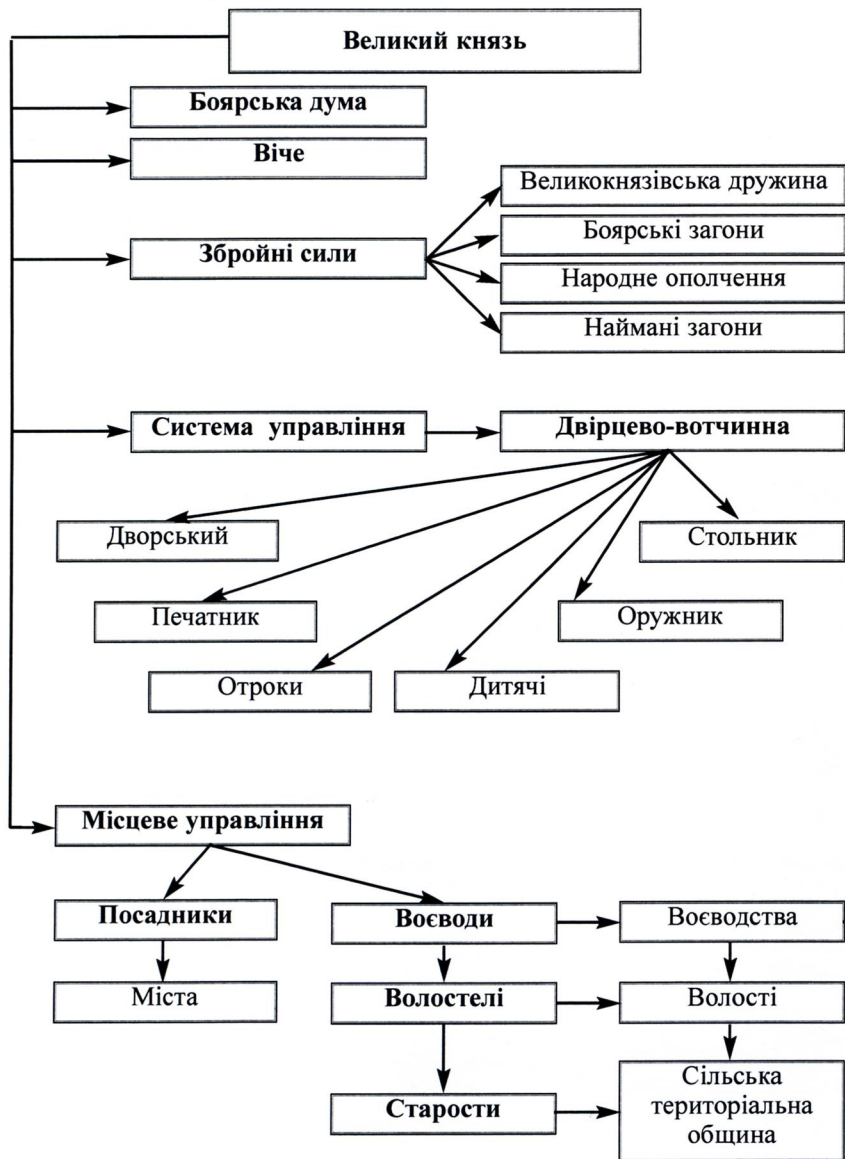 Великий князь
Боярська дума
Віче
Великокнязівська дружина
Боярські загони
Збройні сили
Народне ополчення
Наймані загони
Система управління
Двірцево-вотчинна
Дворський
Стольник
Печатник
Оружник
Отроки
Дитячі
Місцеве управління
Посадники
Воєводи
Воєводства
Міста
Волостелі
Волості
Старости
Сільська
територіальна
община